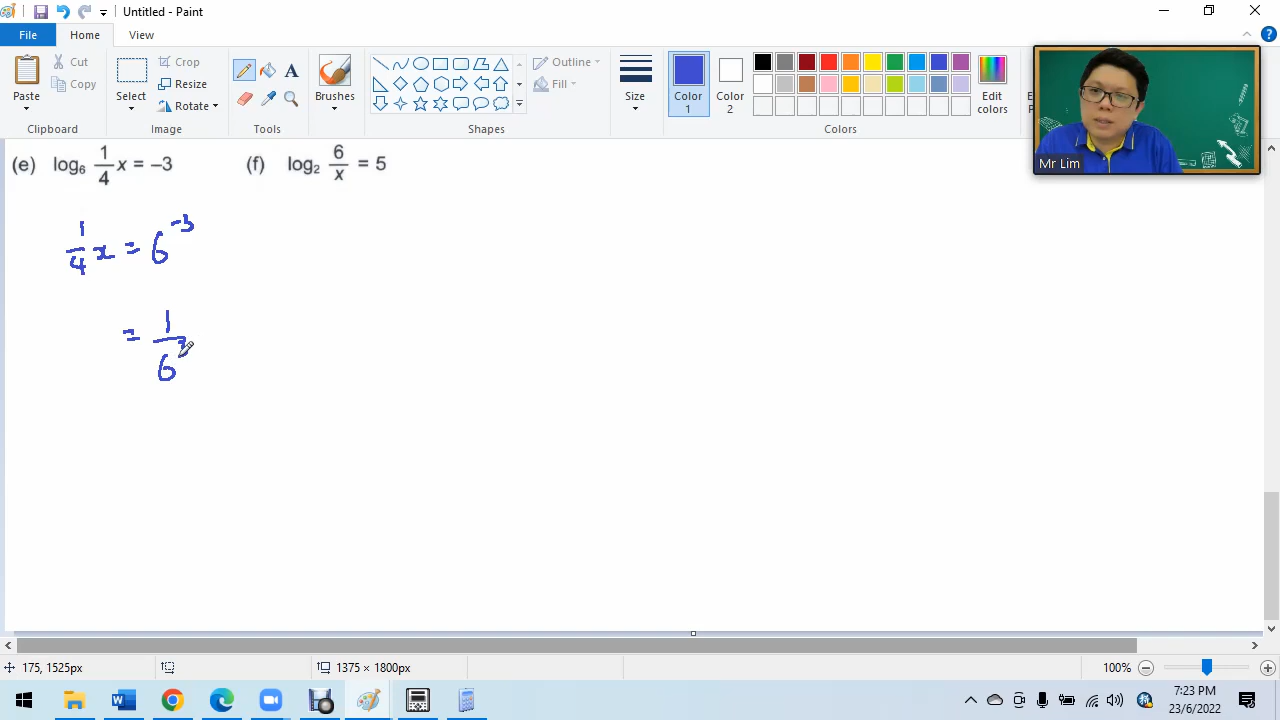 Untitled - Paint
File Home View
Paste
Cut
Copy
Clipboard
Select
Crop
Resize
Rotate
Image
A
Tools
Brushes
Outline
Fill
Shapes
Size
Color 1
Color 2
Edit colors
Colors
Mr Lim
(e) log₆ 1/4 x = –3
(f) log₂ 6/x = 5
1/4 x = 6⁻³
= 1/6³
175, 1525px
1375 × 1800px
100%
7:23 PM
23/6/2022